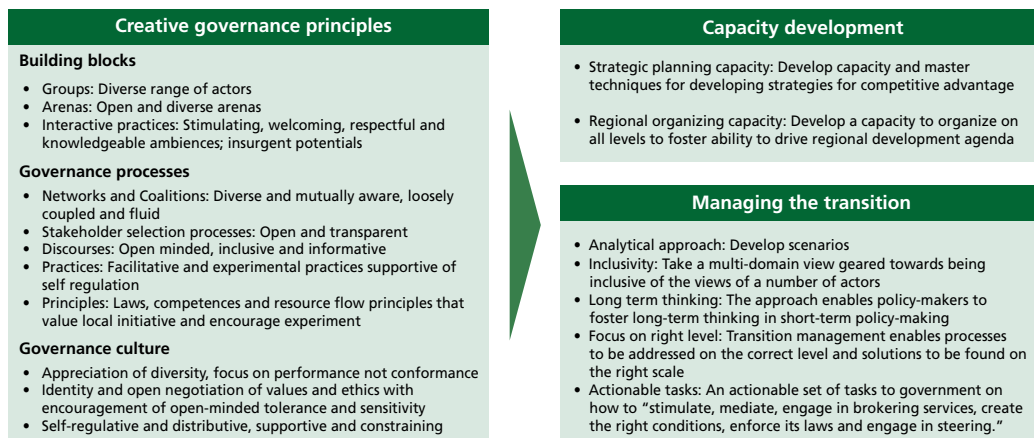 Creative governance principles
Building blocks
• Groups: Diverse range of actors
• Arenas: Open and diverse arenas
• Interactive practices: Stimulating, welcoming, respectful and
knowledgeable ambiences; insurgent potentials
Governance processes
• Networks and Coalitions: Diverse and mutually aware, loosely
coupled and fluid
• Stakeholder selection processes: Open and transparent
• Discourses: Open minded, inclusive and informative
• Practices: Facilitative and experimental practices supportive of
self regulation
• Principles: Laws, competences and resource flow principles that
value local initiative and encourage experiment
Governance culture
• Appreciation of diversity, focus on performance not conformance
• Identity and open negotiation of values and ethics with
encouragement of open-minded tolerance and sensitivity
• Self-regulative and distributive, supportive and constraining
Capacity development
• Strategic planning capacity: Develop capacity and master
techniques for developing strategies for competitive advantage
• Regional organizing capacity: Develop a capacity to organize on
all levels to foster ability to drive regional development agenda
Managing the transition
• Analytical approach: Develop scenarios
• Inclusivity: Take a multi-domain view geared towards being
inclusive of the views of a number of actors
• Long term thinking: The approach enables policy-makers to
foster long-term thinking in short-term policy-making
• Focus on right level: Transition management enables processes
to be addressed on the correct level and solutions to be found on
the right scale
• Actionable tasks: An actionable set of tasks to government on
how to “stimulate, mediate, engage in brokering services, create
the right conditions, enforce its laws and engage in steering.”